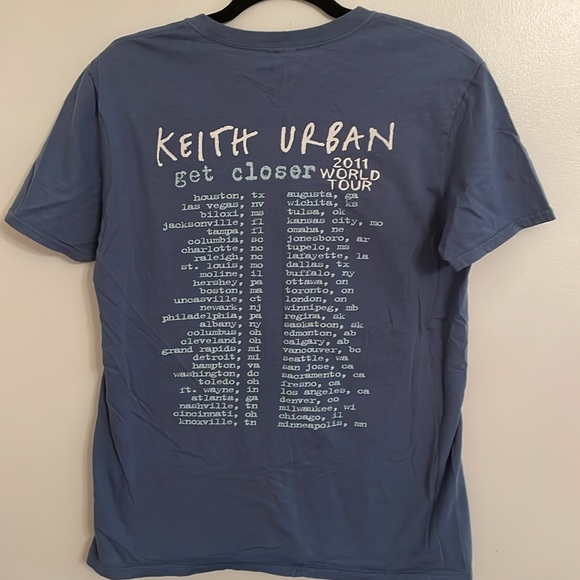 KEITH URBAN
get closer 2011 WORLD TOUR
houston, tx
las vegas, nv
biloxi, ms
jacksonville, fl
tampa, fl
columbia, sc
charlotte, nc
raleigh, nc
st. louis, mo
moline, il
hershey, pa
boston, ma
uncasville, ct
newark, nj
philadelphia, pa
albany, ny
columbus, oh
cleveland, oh
grand rapids, mi
detroit, mi
hampton, va
washington, dc
toledo, oh
ft. wayne, in
atlanta, ga
nashville, tn
cincinnati, oh
knoxville, tn
augusta, ga
wichita, ks
tulsa, ok
kansas city, mo
omaha, ne
jonesboro, ar
tupelo, ms
lafayette, la
dallas, tx
buffalo, ny
ottawa, on
toronto, on
london, on
winnipeg, mb
regina, sk
saskatoon, sk
edmonton, ab
calgary, ab
vancouver, bc
seattle, wa
san jose, ca
sacramento, ca
fresno, ca
los angeles, ca
denver, co
milwaukee, wi
chicago, il
minneapolis, mn